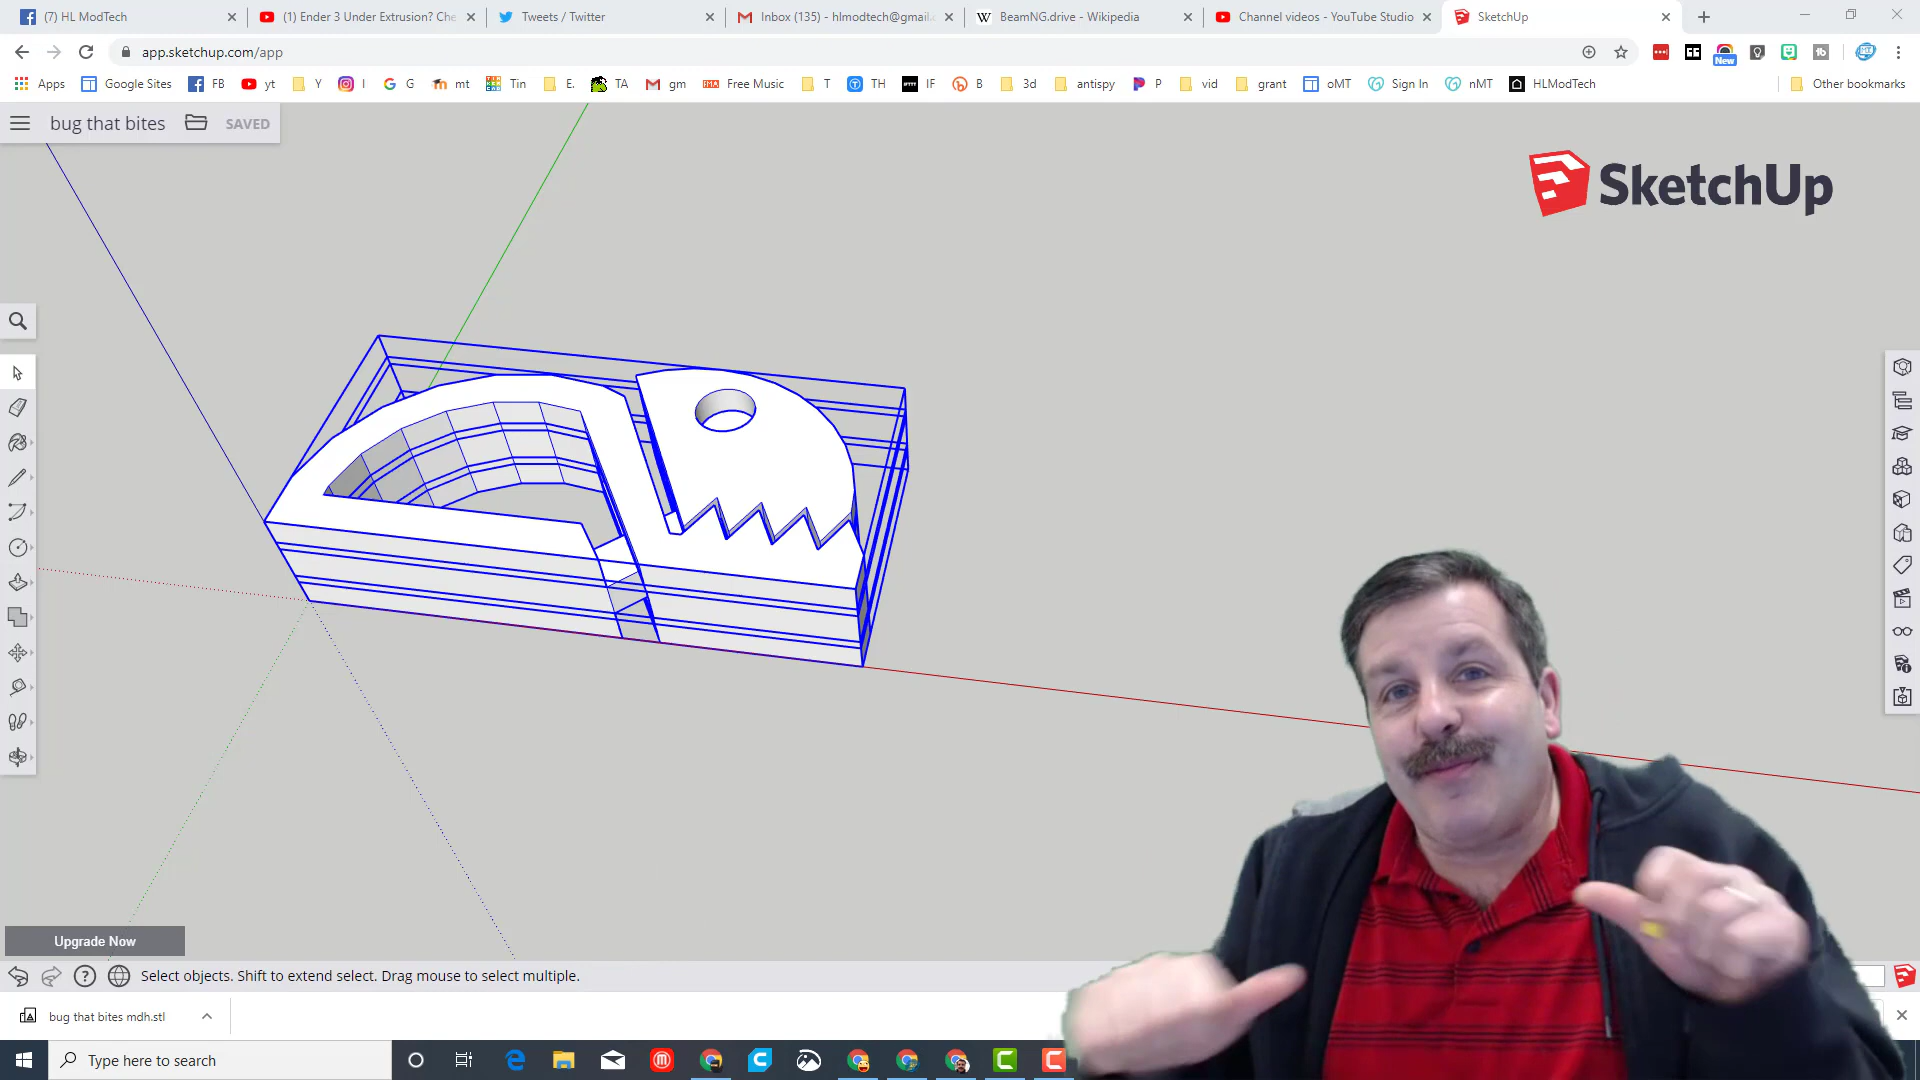 (7) HL ModTech
(1) Ender 3 Under Extrusion? Che
Tweets / Twitter
Inbox (135) - hlmodtech@gmail.c
BeamNG.drive - Wikipedia
Channel videos - YouTube Studio
SketchUp
app.sketchup.com/app
New
Apps
Google Sites
FB
yt
Y
I
G
mt
Tin
E.
TA
gm
Free Music
T
TH
IF
B
3d
antispy
P
vid
grant
oMT
Sign In
nMT
HLModTech
Other bookmarks
bug that bites
SAVED
SketchUp
Upgrade Now
Select objects. Shift to extend select. Drag mouse to select multiple.
bug that bites mdh.stl
Type here to search